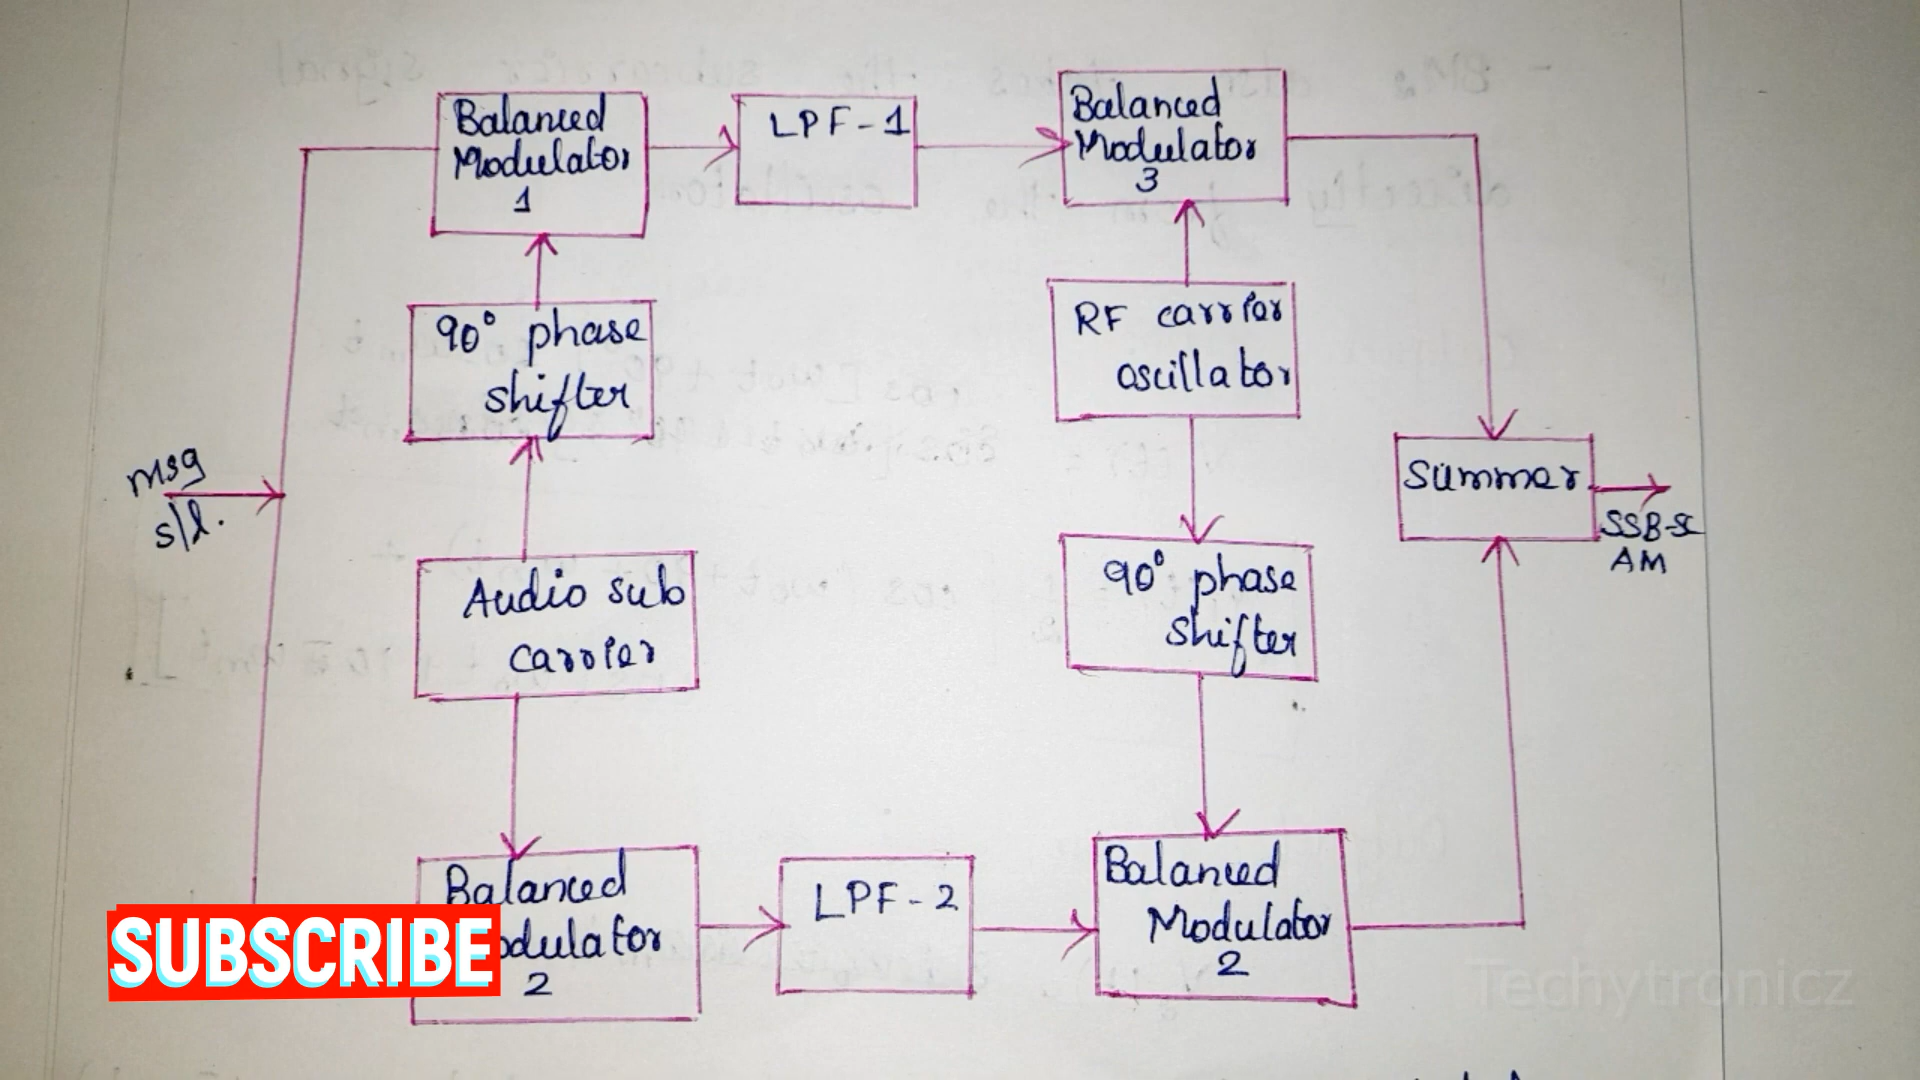 Balanced
Modulator
1
LPF-1
Balanced
Modulator
3
90° phase
shifter
RF carrier
oscillator
msg
s/l.
Summer
SSB-SC
AM
Audio sub
carrier
90° phase
shifter
Balanced
odulator
2
LPF-2
Balanced
Modulator
2
SUBSCRIBE
Techytronicz